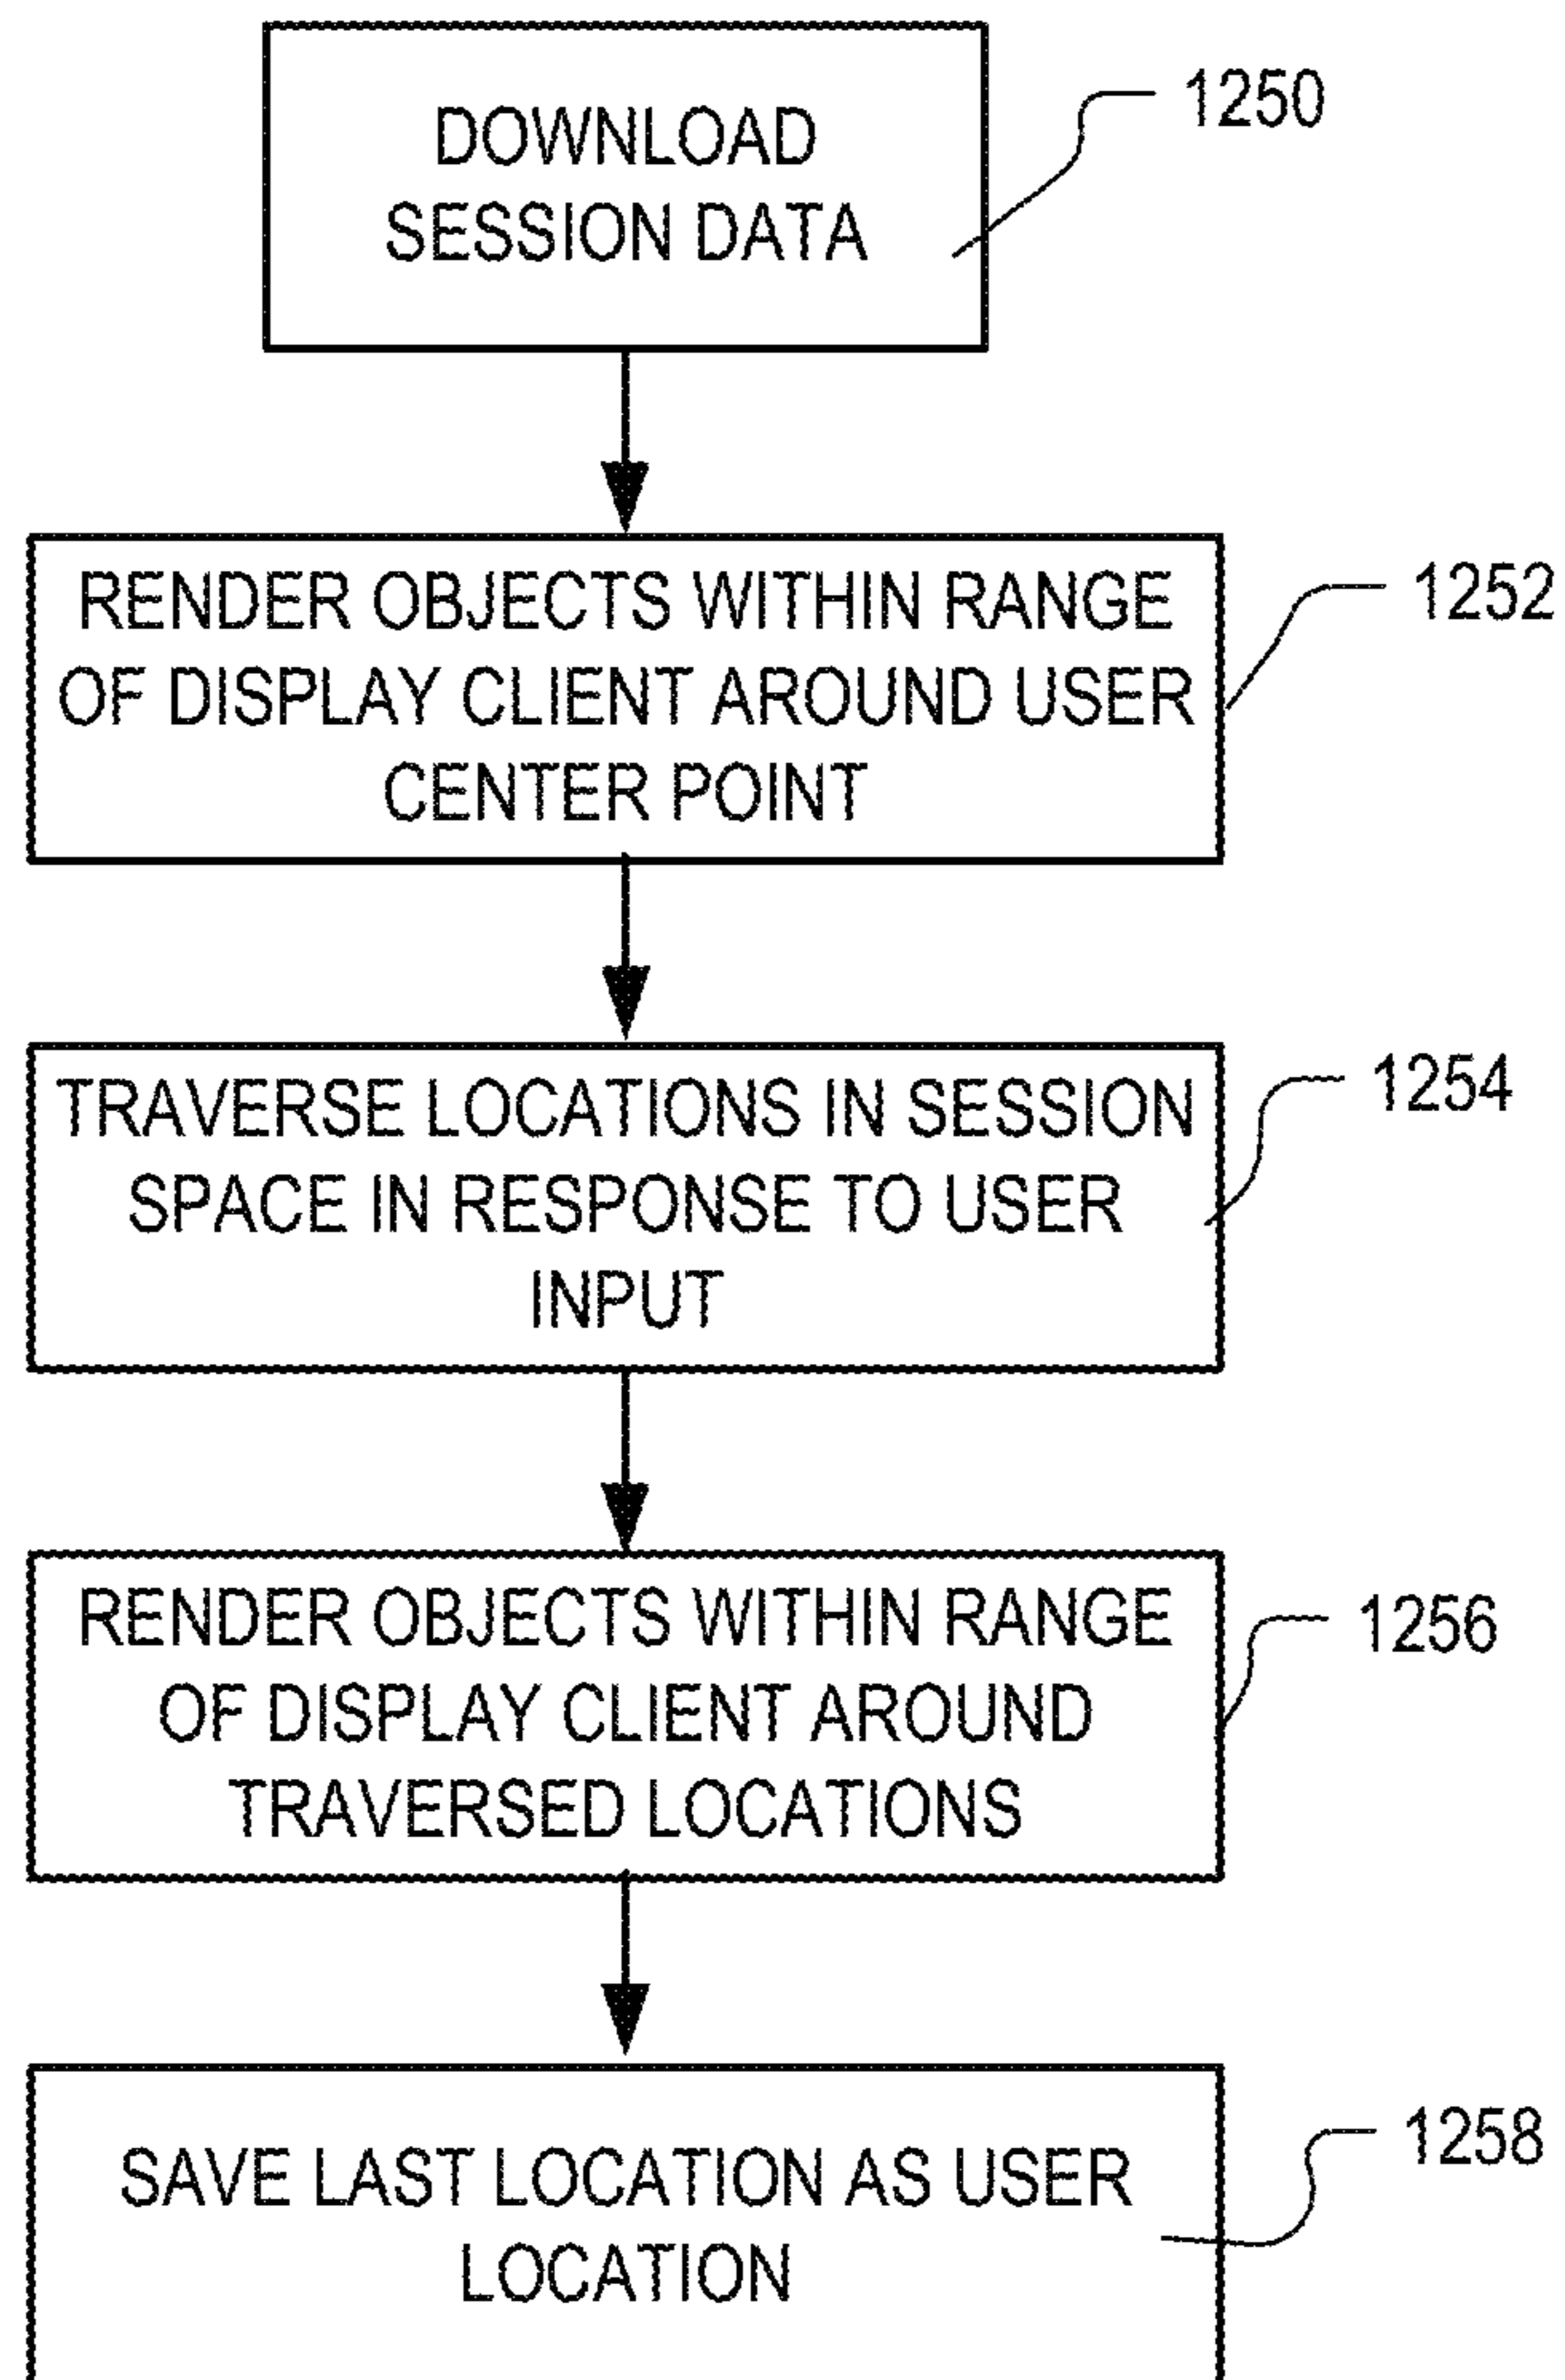 DOWNLOAD
SESSION DATA
1250
RENDER OBJECTS WITHIN RANGE
OF DISPLAY CLIENT AROUND USER
CENTER POINT
1252
TRAVERSE LOCATIONS IN SESSION
SPACE IN RESPONSE TO USER
INPUT
1254
RENDER OBJECTS WITHIN RANGE
OF DISPLAY CLIENT AROUND
TRAVERSED LOCATIONS
1256
SAVE LAST LOCATION AS USER
LOCATION
1258